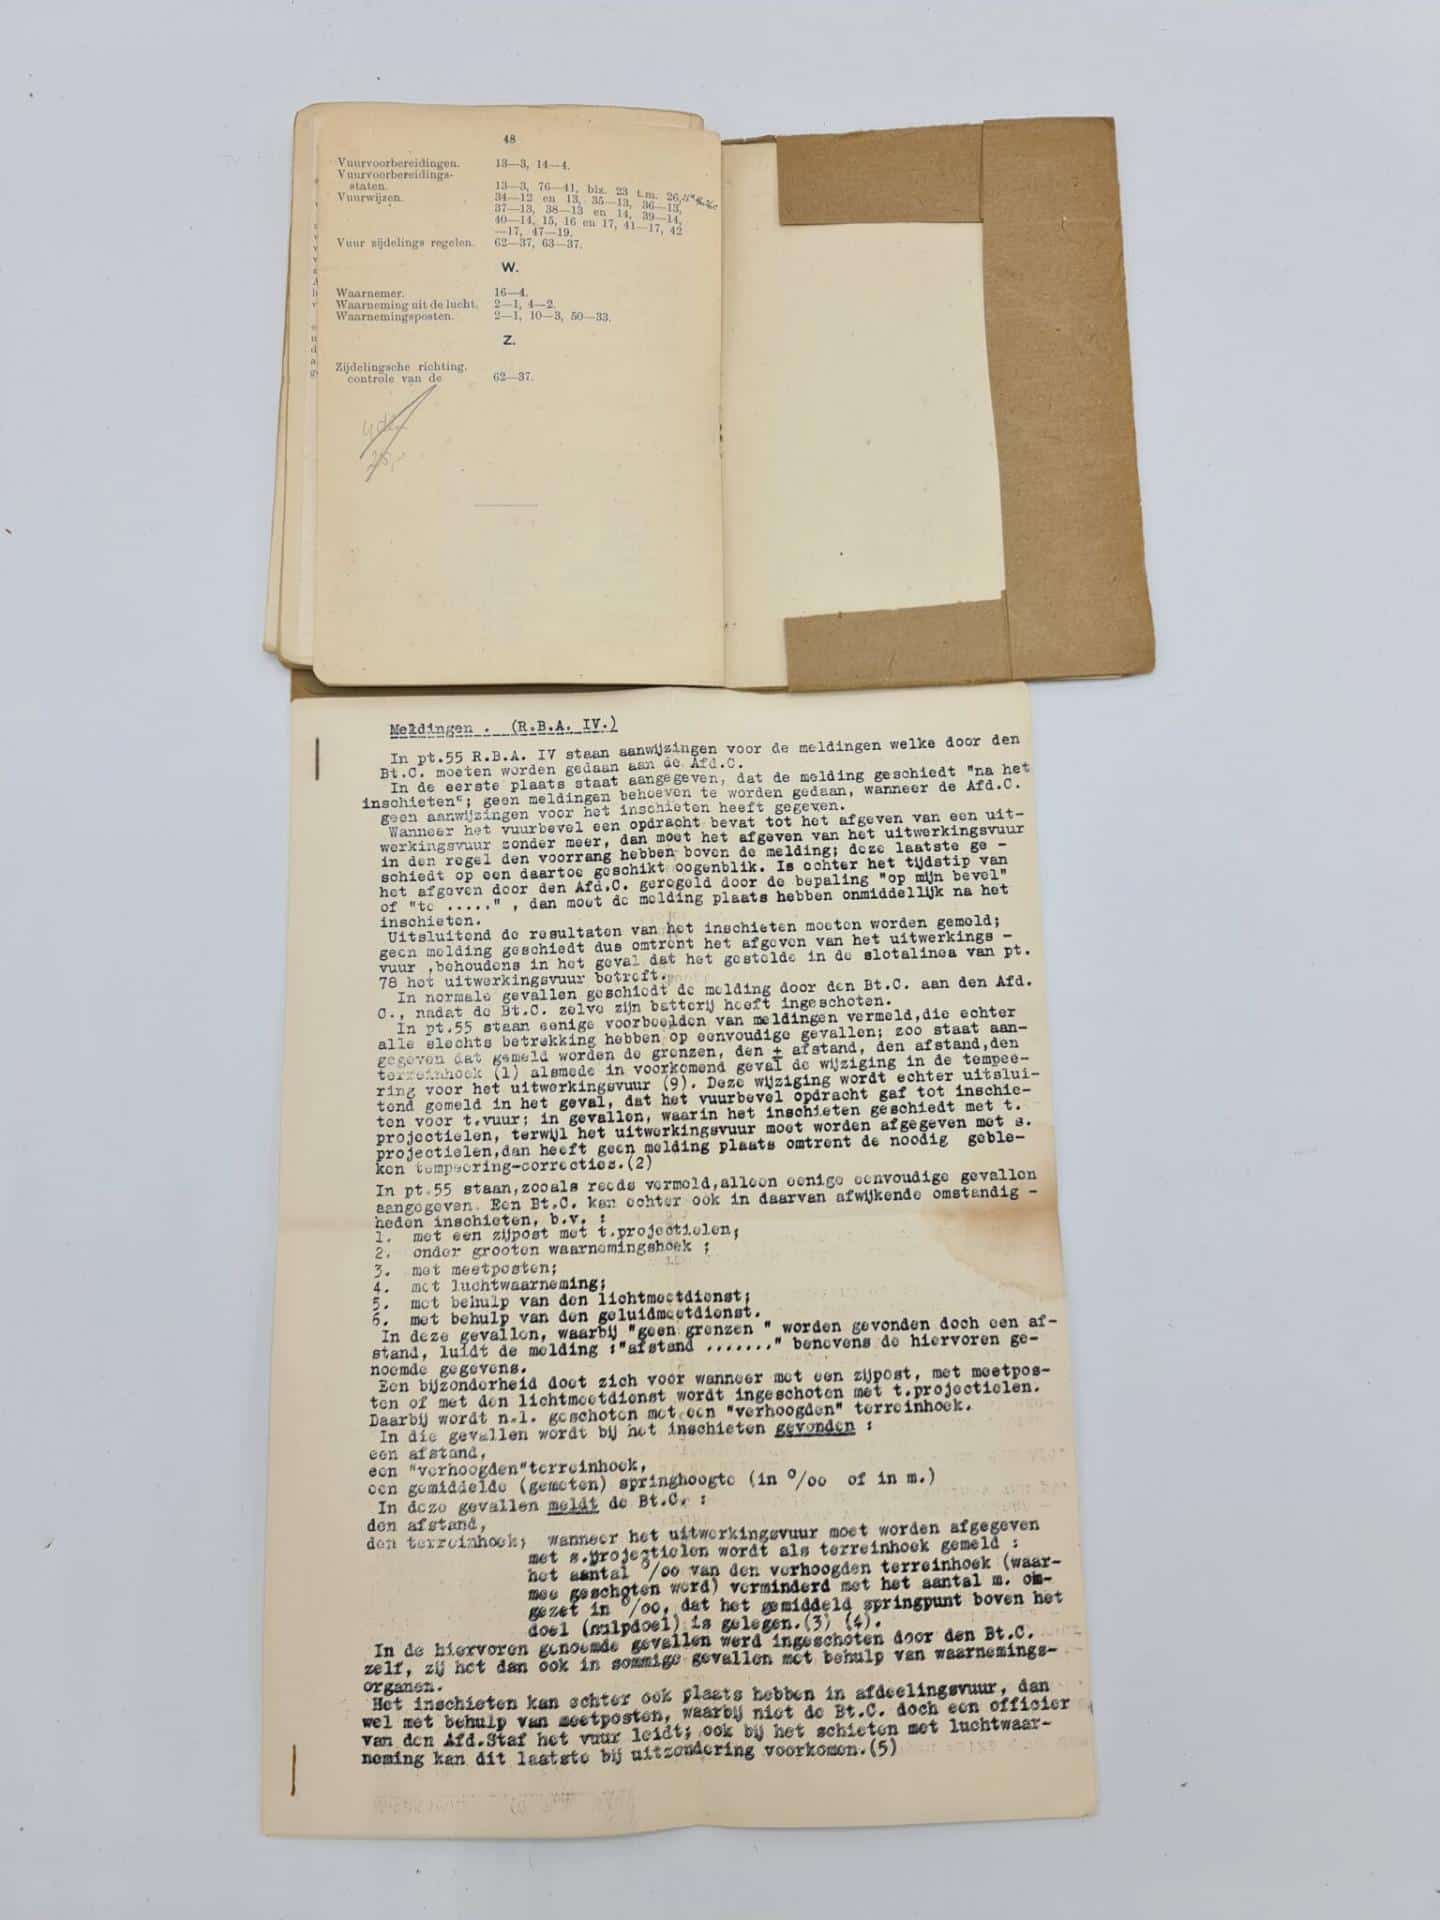 48
Vuurvoorbereidingen. 13—3, 14—4.
Vuurvoorbereidings-
staten. 13—3, 76—41, blz. 23 t.m. 26,
Vuurwijzen. 34—12 en 13, 35—13, 36—13,
37—13, 38—13 en 14, 39—14,
40—14, 15, 16 en 17, 41—17, 42
—17, 47—19.
Vuur zijdelings regelen. 62—37, 63—37.
W.
Waarnemer. 16—4.
Waarneming uit de lucht. 2—1, 4—2.
Waarnemingsposten. 2—1, 10—3, 50—33.
Z.
Zijdelingsche richting,
controle van de 62—37.
Meldingen . (R.B.A. IV.)
In pt.55 R.B.A. IV staan aanwijzingen voor de meldingen welke door den
Bt.C. moeten worden gedaan aan de Afd.C.
In de eerste plaats staat aangegeven, dat de melding geschiedt "na het
inschieten"; geen meldingen behoeven te worden gedaan, wanneer de Afd.C.
geen aanwijzingen voor het inschieten heeft gegeven.
Wanneer het vuurbevel een opdracht bevat tot het afgeven van een uit-
werkingsvuur zonder meer, dan moet het afgeven van het uitwerkingsvuur
in den regel den voorrang hebben boven de melding; deze laatste ge -
schiedt op een daartoe geschikt oogenblik. Is echter het tijdstip van
het afgeven door den Afd.C. geregeld door de bepaling "op mijn bevel"
of "te ....." , dan moet de melding plaats hebben onmiddellijk na het
inschieten.
Uitsluitend de resultaten van het inschieten moeten worden gemeld;
geen melding geschiedt dus omtrent het afgeven van het uitwerkings -
vuur ,behoudens in het geval dat het gestelde in de slotalinea van pt.
78 het uitwerkingsvuur betreft.
In normale gevallen geschiedt de melding door den Bt.C. aan den Afd.
C., nadat de Bt.C. zelve zijn batterij heeft ingeschoten.
In pt.55 staan eenige voorbeelden van meldingen vermeld,die echter
alle slechts betrekking hebben op eenvoudige gevallen; zoo staat aan-
gegeven dat gemeld worden de grenzen, den ± afstand, den afstand,den
terreinhoek (1) alsmede in voorkomend geval de wijziging in de tempee-
ring voor het uitwerkingsvuur (9). Deze wijziging wordt echter uitslui-
tend gemeld in het geval, dat het vuurbevel opdracht gaf tot inschie-
ten voor t.vuur; in gevallen, waarin het inschieten geschiedt met t.
projectielen, terwijl het uitwerkingsvuur moet worden afgegeven met s.
projectielen,dan heeft geen melding plaats omtrent de noodig geble-
ken tempeering-correcties.(2)
In pt.55 staan,zooals reeds vermeld,alleen eenige eenvoudige gevallen
aangegeven. Een Bt.C. kan echter ook in daarvan afwijkende omstandig -
heden inschieten, b.v. :
1. met een zijpost met t.projectielen;
2. onder grooten waarnemingshoek ;
3. met meetposten;
4. met luchtwaarneming;
5. met behulp van den lichtmeetdienst;
6. met behulp van den geluidmeetdienst.
In deze gevallen, waarbij "geen grenzen " worden gevonden doch een af-
stand, luidt de melding :"afstand ......." benevens de hiervoren ge-
noemde gegevens.
Een bijzonderheid doet zich voor wanneer met een zijpost, met meetpos-
ten of met den lichtmeetdienst wordt ingeschoten met t.projectielen.
Daarbij wordt n.l. geschoten met een "verhoogden" terreinhoek.
In die gevallen wordt bij het inschieten gevonden :
een afstand,
een "verhoogden"terreinhoek,
een gemiddelde (gemeten) springhoogte (in °/oo of in m.)
In deze gevallen meldt de Bt.C. :
den afstand,
den terreinhoek; wanneer het uitwerkingsvuur moet worden afgegeven
met s.projectielen wordt als terreinhoek gemeld :
het aantal °/oo van den verhoogden terreinhoek (waar-
mee geschoten werd) verminderd met het aantal m. om-
gezet in °/oo, dat het gemiddeld springpunt boven het
doel (hulpdoel) is gelegen.(3) (4).
In de hiervoren genoemde gevallen werd ingeschoten door den Bt.C.
zelf, zij het dan ook in sommige gevallen met behulp van waarnemings-
organen.
Het inschieten kan echter ook plaats hebben in afdeelingsvuur, dan
wel met behulp van meetposten, waarbij niet de Bt.C. doch een officier
van den Afd.Staf het vuur leidt; ook bij het schieten met luchtwaar-
neming kan dit laatste bij uitzondering voorkomen.(5)